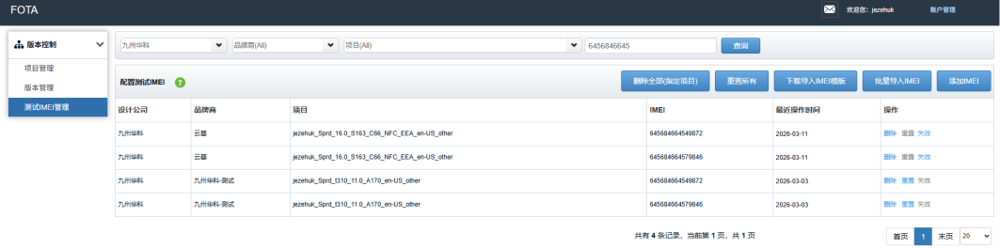 FOTA 欢迎您: jezehuk 账户管理
版本控制
项目管理
版本管理
测试IMEI管理
九州华科 品牌商(All) 项目(All) 6456846645 查询
配置测试IMEI ? 删除全部(指定项目) 重置所有 下载导入IMEI模版 批量导入IMEI 添加IMEI
设计公司 品牌商 项目 IMEI 最近操作时间 操作
九州华科 云基 jezehuk_Sprd_16.0_S163_C66_NFC_EEA_en-US_other 645684664549872 2026-03-11 删除 重置 失效
九州华科 云基 jezehuk_Sprd_16.0_S163_C66_NFC_EEA_en-US_other 645684664579846 2026-03-11 删除 重置 失效
九州华科 九州华科-测试 jezehuk_Sprd_t310_11.0_A170_en-US_other 645684664549872 2026-03-03 删除 重置 失效
九州华科 九州华科-测试 jezehuk_Sprd_t310_11.0_A170_en-US_other 645684664579846 2026-03-03 删除 重置 失效
共有 4 条记录，当前第 1 页，共 1 页 首页 1 末页 20